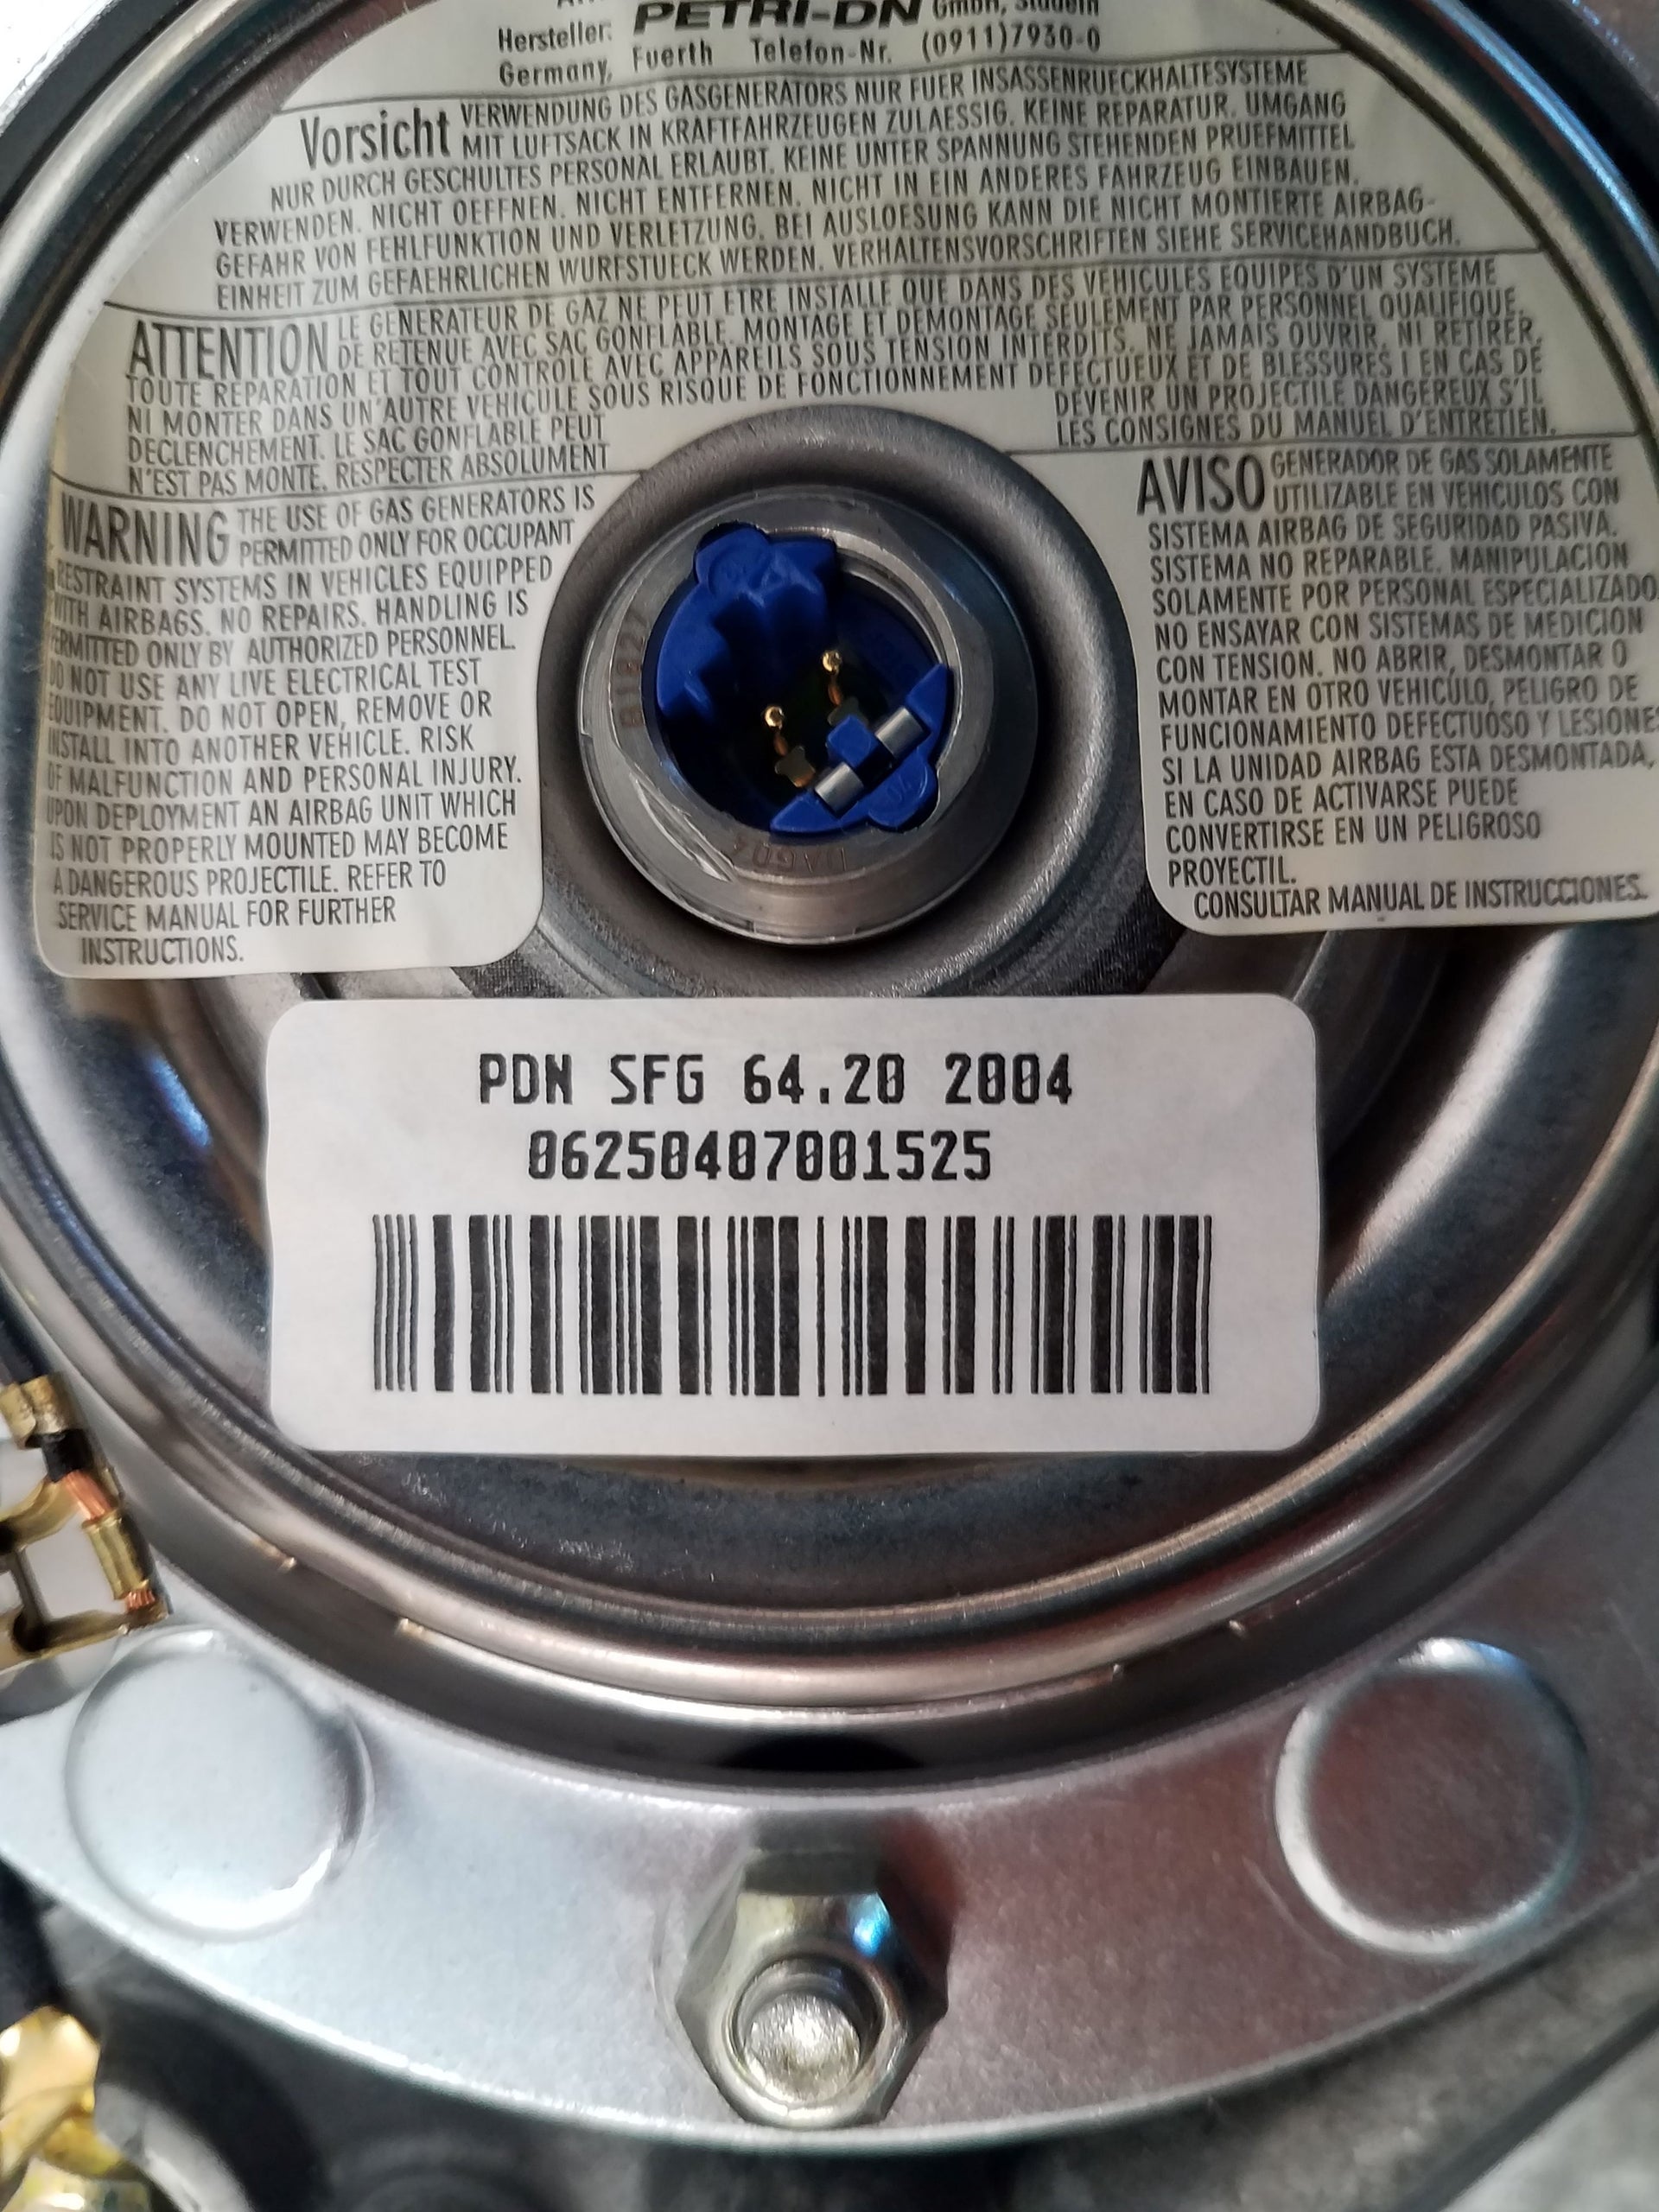 PETRI-DN GmbH,
Hersteller:
Germany, Fuerth Telefon-Nr. (0911)7930-0
Vorsicht VERWENDUNG DES GASGENERATORS NUR FUER INSASSENRUECKHALTESYSTEME
MIT LUFTSACK IN KRAFTFAHRZEUGEN ZULAESSIG. KEINE REPARATUR. UMGANG
NUR DURCH GESCHULTES PERSONAL ERLAUBT. KEINE UNTER SPANNUNG STEHENDEN PRUEFMITTEL
VERWENDEN. NICHT OEFFNEN. NICHT ENTFERNEN. NICHT IN EIN ANDERES FAHRZEUG EINBAUEN.
GEFAHR VON FEHLFUNKTION UND VERLETZUNG. BEI AUSLOESUNG KANN DIE NICHT MONTIERTE AIRBAG-
EINHEIT ZUM GEFAEHRLICHEN WURFSTUECK WERDEN. VERHALTENSVORSCHRIFTEN SIEHE SERVICEHANDBUCH.
ATTENTION LE GENERATEUR DE GAZ NE PEUT ETRE INSTALLE QUE DANS DES VEHICULES EQUIPES D'UN SYSTEME
DE RETENUE AVEC SAC GONFLABLE. MONTAGE ET DEMONTAGE SEULEMENT PAR PERSONNEL QUALIFIQUE.
TOUTE REPARATION ET TOUT CONTROLE AVEC APPAREILS SOUS TENSION INTERDITS. NE JAMAIS OUVRIR, NI RETIRER,
NI MONTER DANS UN'AUTRE VEHICULE SOUS RISQUE DE FONCTIONNEMENT DEFECTUEUX ET DE BLESSURES ! EN CAS DE
DECLENCHEMENT. LE SAC GONFLABLE PEUT DEVENIR UN PROJECTILE DANGEREUX S'IL
N'EST PAS MONTE. RESPECTER ABSOLUMENT LES CONSIGNES DU MANUEL D'ENTRETIEN.
WARNING THE USE OF GAS GENERATORS IS
PERMITTED ONLY FOR OCCUPANT
RESTRAINT SYSTEMS IN VEHICLES EQUIPPED
WITH AIRBAGS. NO REPAIRS. HANDLING IS
PERMITTED ONLY BY AUTHORIZED PERSONNEL.
DO NOT USE ANY LIVE ELECTRICAL TEST
EQUIPMENT. DO NOT OPEN, REMOVE OR
INSTALL INTO ANOTHER VEHICLE. RISK
OF MALFUNCTION AND PERSONAL INJURY.
UPON DEPLOYMENT AN AIRBAG UNIT WHICH
IS NOT PROPERLY MOUNTED MAY BECOME
A DANGEROUS PROJECTILE. REFER TO
SERVICE MANUAL FOR FURTHER
INSTRUCTIONS.
AVISO GENERADOR DE GAS SOLAMENTE
UTILIZABLE EN VEHICULOS CON
SISTEMA AIRBAG DE SEGURIDAD PASIVA.
SISTEMA NO REPARABLE. MANIPULACION
SOLAMENTE POR PERSONAL ESPECIALIZADO.
NO ENSAYAR CON SISTEMAS DE MEDICION
CON TENSION. NO ABRIR, DESMONTAR O
MONTAR EN OTRO VEHICULO, PELIGRO DE
FUNCIONAMIENTO DEFECTUOSO Y LESIONES
SI LA UNIDAD AIRBAG ESTA DESMONTADA,
EN CASO DE ACTIVARSE PUEDE
CONVERTIRSE EN UN PELIGROSO
PROYECTIL.
CONSULTAR MANUAL DE INSTRUCCIONES.
PDN SFG 64.20 2004
06250407001525